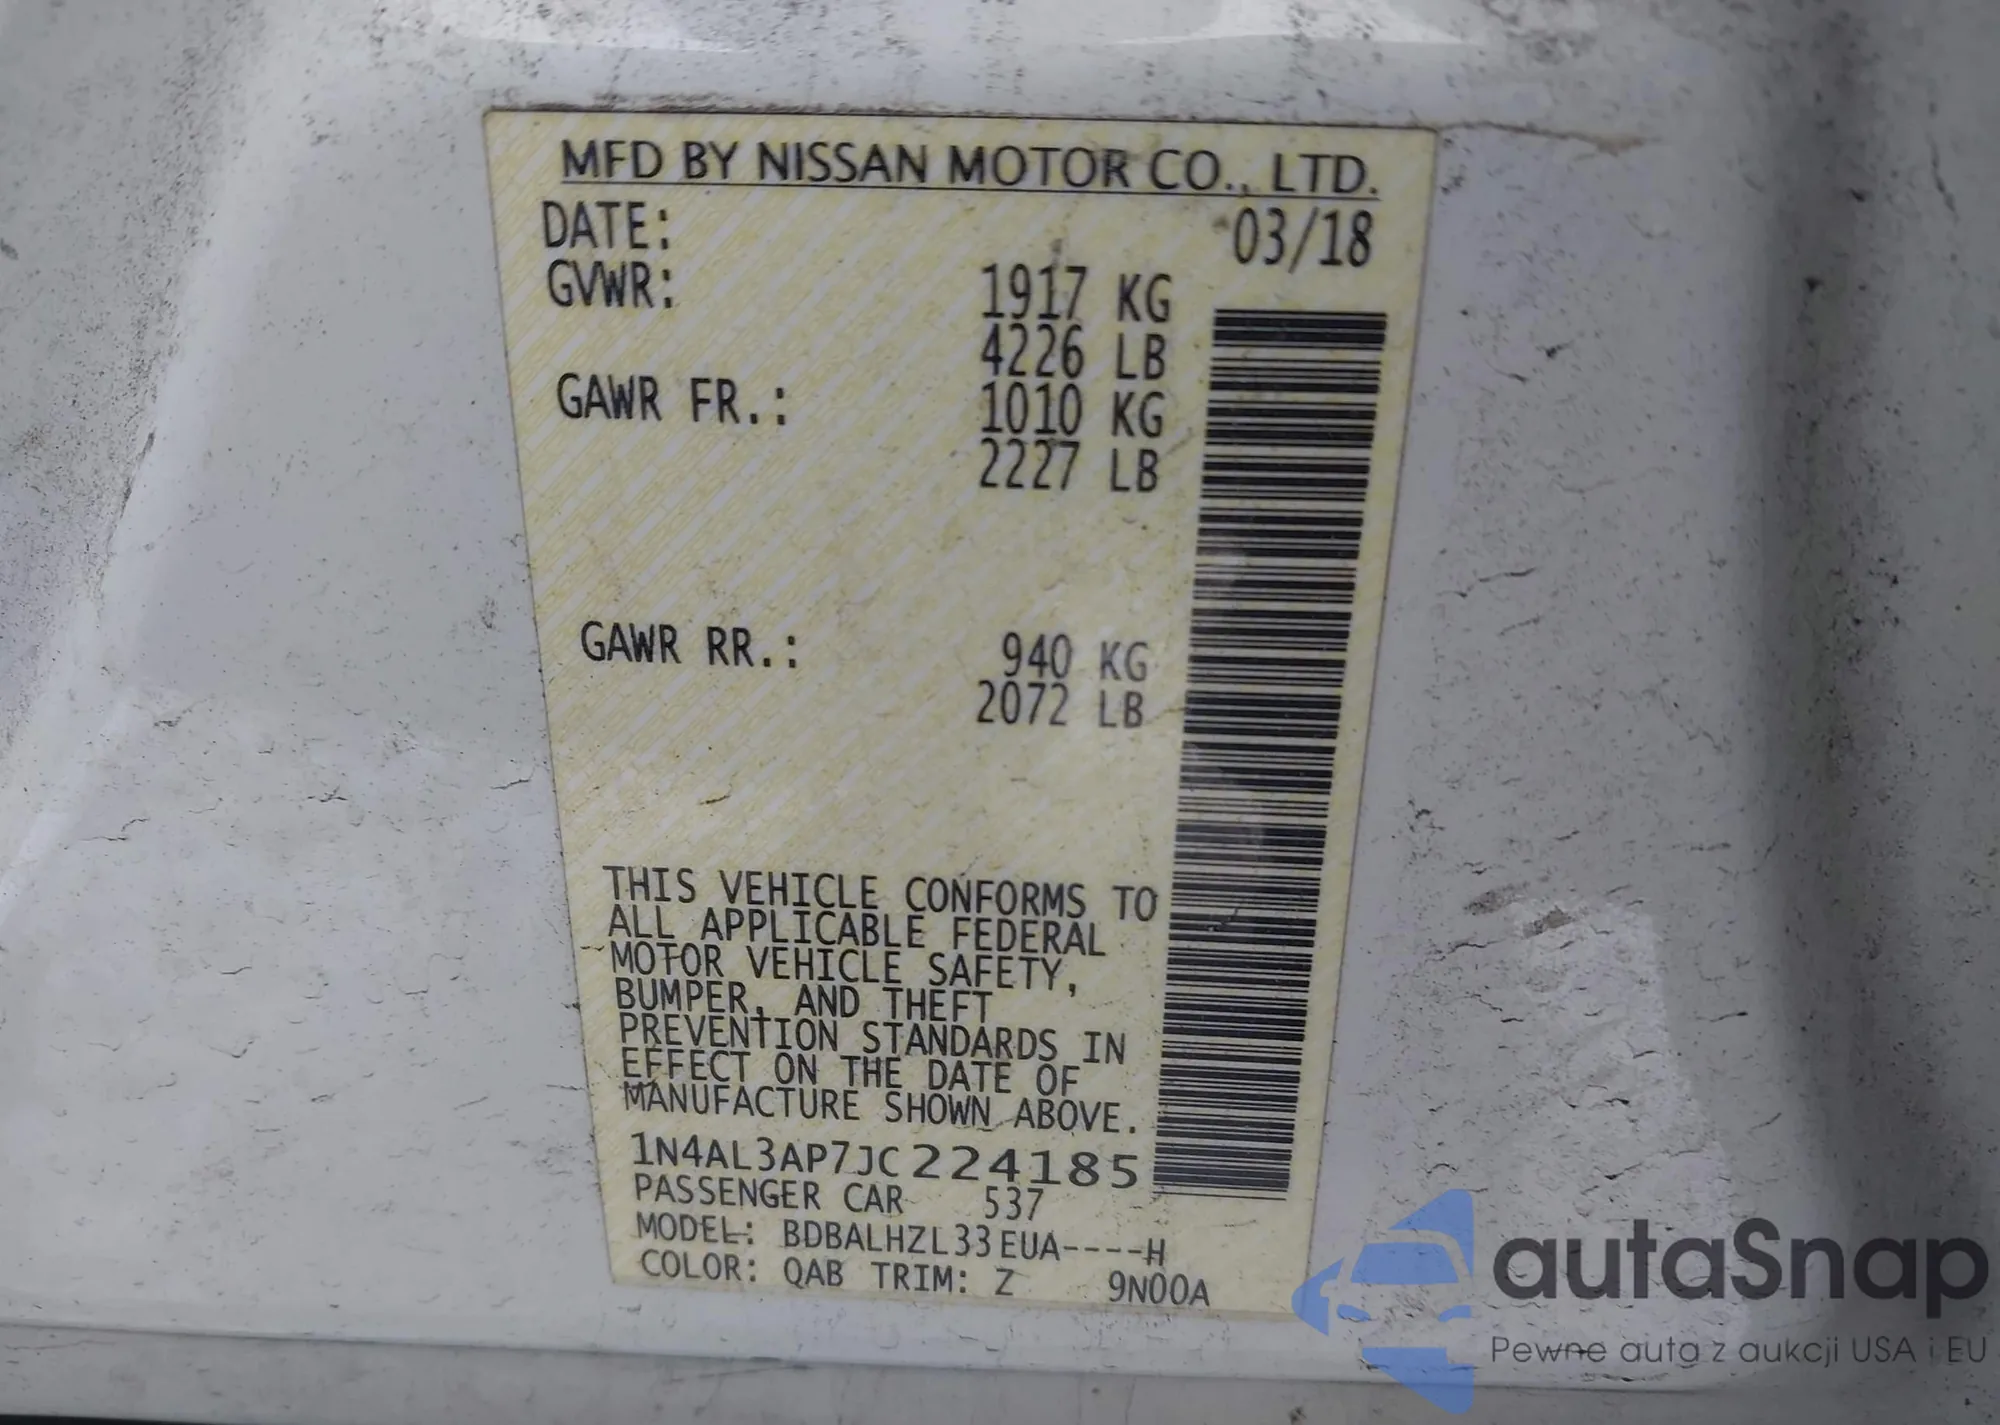 MFD BY NISSAN MOTOR CO., LTD.
DATE: 03/18
GVWR: 1917 KG
4226 LB
GAWR FR.: 1010 KG
2227 LB
GAWR RR.: 940 KG
2072 LB
THIS VEHICLE CONFORMS TO
ALL APPLICABLE FEDERAL
MOTOR VEHICLE SAFETY,
BUMPER, AND THEFT
PREVENTION STANDARDS IN
EFFECT ON THE DATE OF
MANUFACTURE SHOWN ABOVE.
1N4AL3AP7JC224185
PASSENGER CAR 537
MODEL: BDBALHZL33EUA----H
COLOR: QAB TRIM: Z 9N00A
autaSnap
Pewne auta z aukcji USA i EU